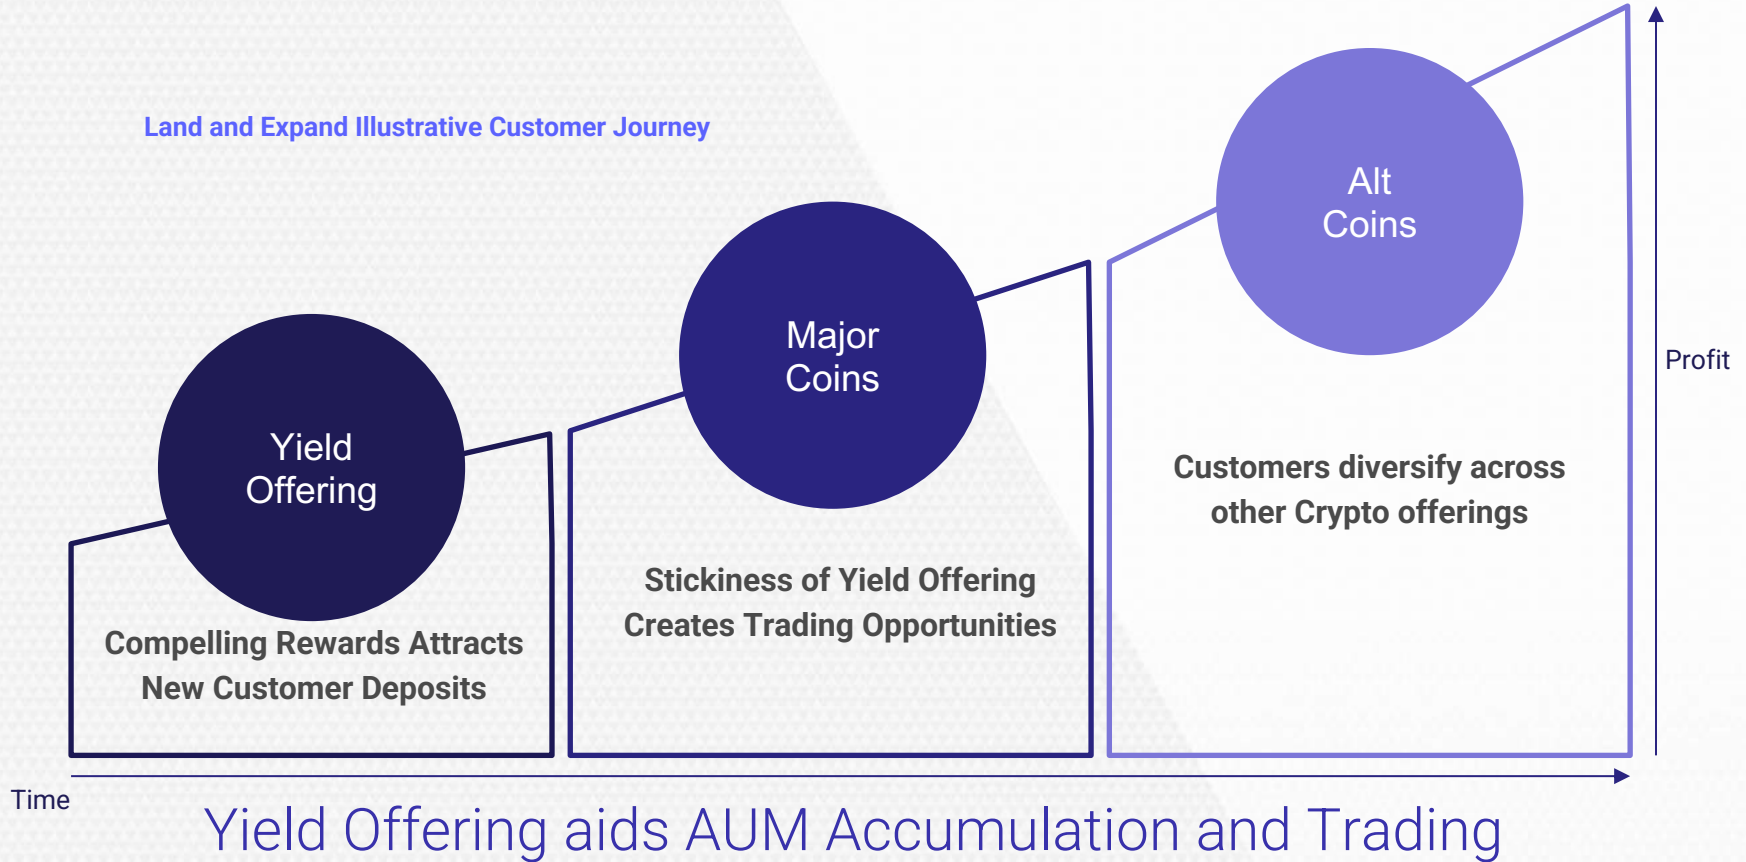 Land and Expand Illustrative Customer Journey
Yield
Offering
Compelling Rewards Attracts
New Customer Deposits
Major
Coins
Stickiness of Yield Offering
Creates Trading Opportunities
Alt
Coins
Customers diversify across
other Crypto offerings
Profit
Time
Yield Offering aids AUM Accumulation and Trading